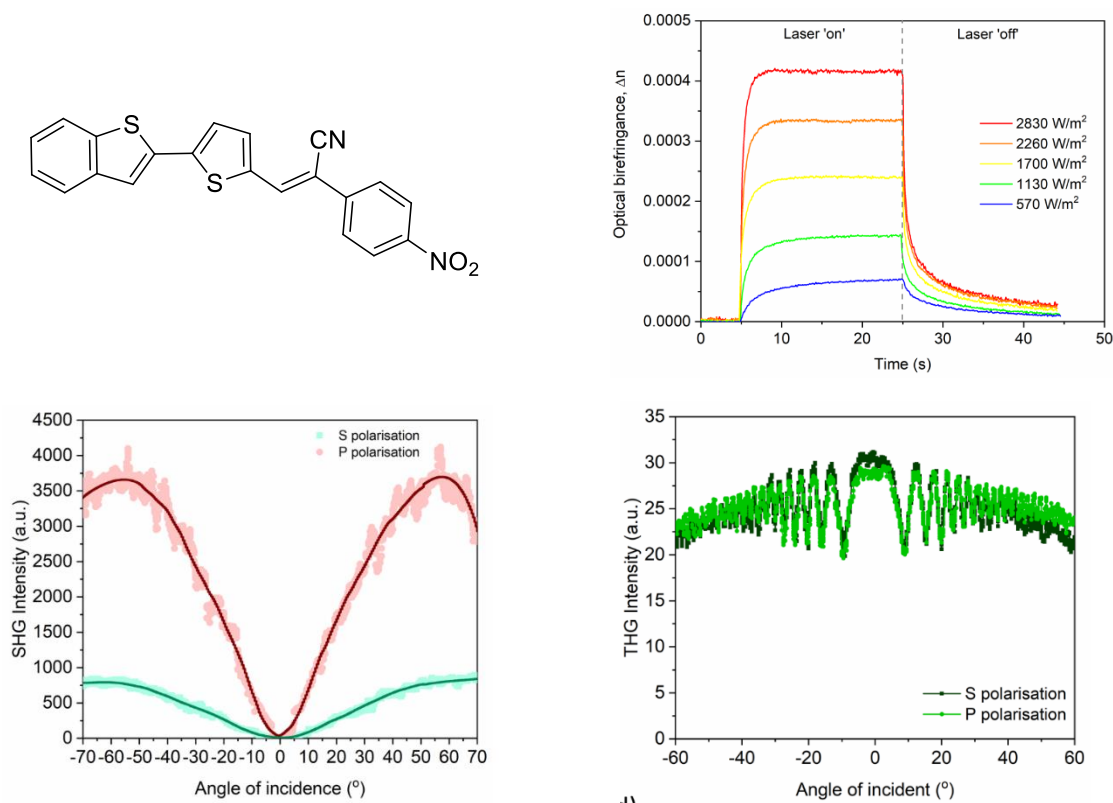 S
S
CN
NO₂
0.0005
0.0004
0.0003
0.0002
0.0001
0.0000
Optical birefringance, Δn
Laser 'on'
Laser 'off'
2830 W/m²
2260 W/m²
1700 W/m²
1130 W/m²
570 W/m²
0 10 20 30 40 50
Time (s)
4500
4000
3500
3000
2500
2000
1500
1000
500
0
SHG Intensity (a.u.)
S polarisation
P polarisation
-70 -60 -50 -40 -30 -20 -10 0 10 20 30 40 50 60 70
Angle of incidence (º)
35
30
25
20
15
10
5
0
THG Intensity (a.u.)
S polarisation
P polarisation
-60 -40 -20 0 20 40 60
Angle of incident (º)